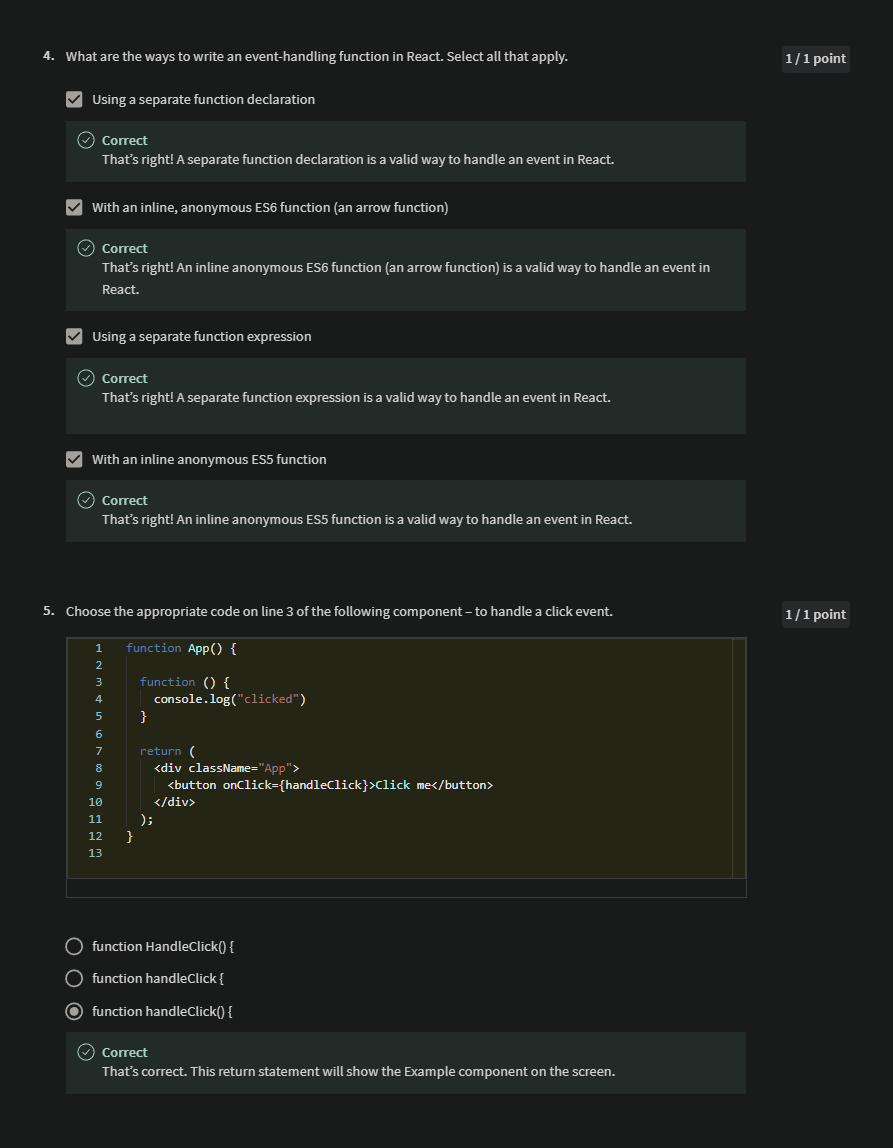 4. What are the ways to write an event-handling function in React. Select all that apply.
1 / 1 point
Using a separate function declaration
Correct
That’s right! A separate function declaration is a valid way to handle an event in React.
With an inline, anonymous ES6 function (an arrow function)
Correct
That’s right! An inline anonymous ES6 function (an arrow function) is a valid way to handle an event in
React.
Using a separate function expression
Correct
That’s right! A separate function expression is a valid way to handle an event in React.
With an inline anonymous ES5 function
Correct
That’s right! An inline anonymous ES5 function is a valid way to handle an event in React.
5. Choose the appropriate code on line 3 of the following component – to handle a click event.
1 / 1 point
1 function App() {
2
3 function () {
4 console.log("clicked")
5 }
6
7 return (
8 <div className="App">
9 <button onClick={handleClick}>Click me</button>
10 </div>
11 );
12 }
13
function HandleClick() {
function handleClick {
function handleClick() {
Correct
That’s correct. This return statement will show the Example component on the screen.